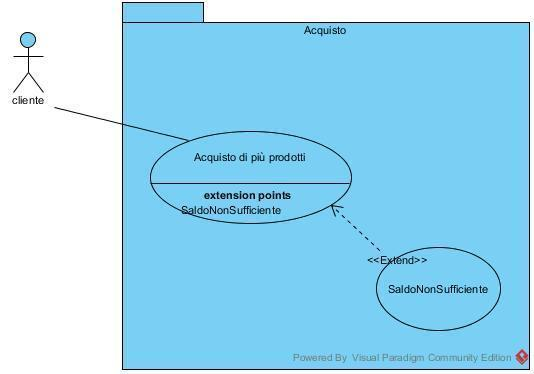 Acquisto
cliente
Acquisto di più prodotti
extension points
SaldoNonSufficiente
<<Extend>>
SaldoNonSufficiente
Powered By Visual Paradigm Community Edition